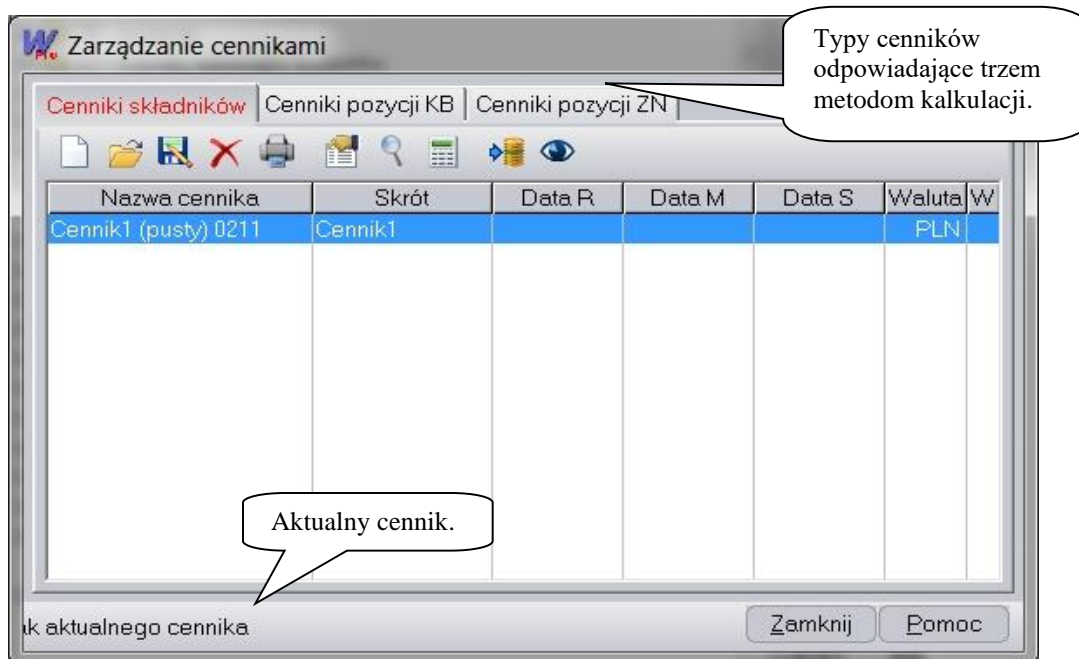 Zarządzanie cennikami
Typy cenników
odpowiadające trzem
metodom kalkulacji.
Cenniki składników Cenniki pozycji KB Cenniki pozycji ZN
Nazwa cennika Skrót Data R Data M Data S Waluta W
Cennik1 (pusty) 0211 Cennik1 PLN
Aktualny cennik.
k aktualnego cennika Zamknij Pomoc